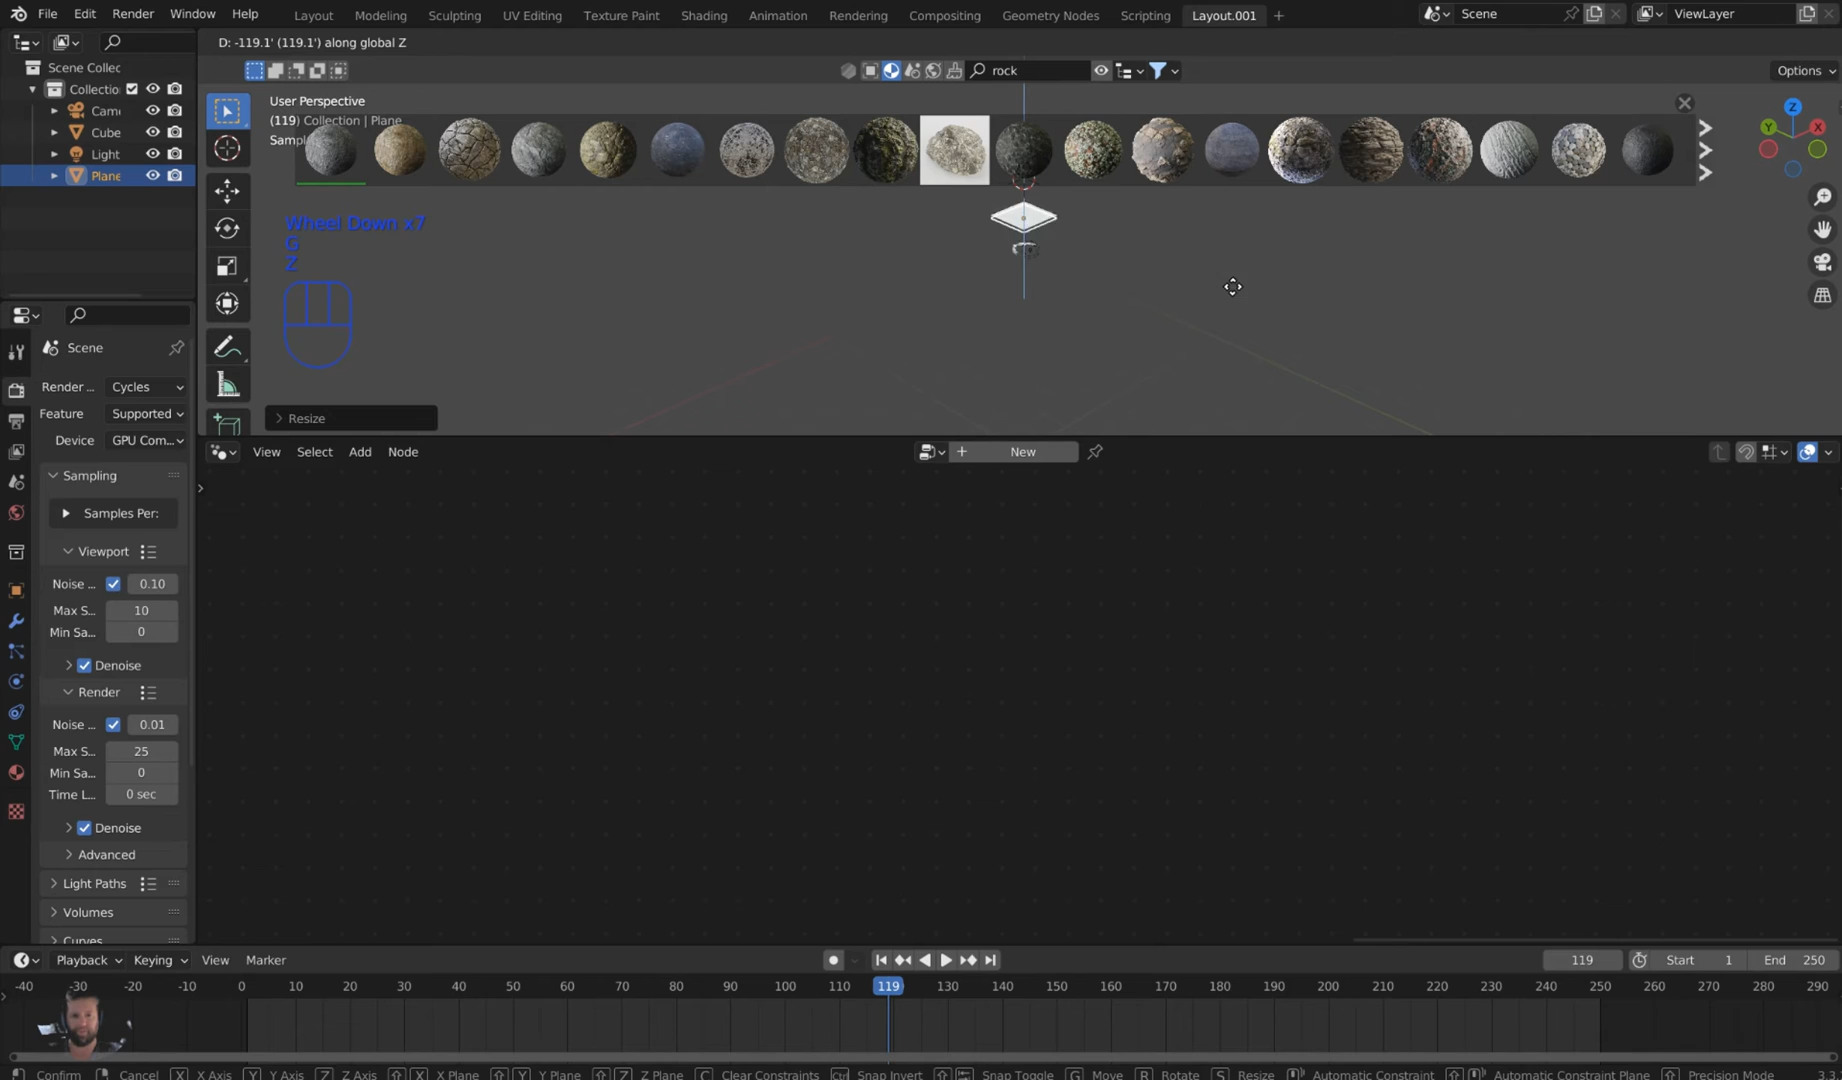 File Edit Render Window Help Layout Modeling Sculpting UV Editing Texture Paint Shading Animation Rendering Compositing Geometry Nodes Scripting Layout.001 + Scene ViewLayer
D: -119.1' (119.1') along global Z
rock Options
Scene Collec
Collectio
Came
Cube
Light
Plane
User Perspective
(119) Collection | Plane
Sampl
Wheel Down x7
G
Z
Resize
X Y Z
Scene
Render ... Cycles
Feature Supported
Device GPU Com...
Sampling
Samples Per:
Viewport
Noise ... 0.10
Max S... 10
Min Sa... 0
Denoise
Render
Noise ... 0.01
Max S... 25
Min Sa... 0
Time L... 0 sec
Denoise
Advanced
Light Paths
Volumes
Curves
View Select Add Node + New
Playback Keying View Marker 119 Start 1 End 250
-40 -30 -20 -10 0 10 20 30 40 50 60 70 80 90 100 110 119 130 140 150 160 170 180 190 200 210 220 230 240 250 260 270 280 290
Confirm Cancel X X Axis Y Y Axis Z Z Axis X X Plane Y Y Plane Z Z Plane C Clear Constraints Ctrl Snap Invert Snap Toggle G Move R Rotate S Resize Automatic Constraint Automatic Constraint Plane Precision Mode 3.3